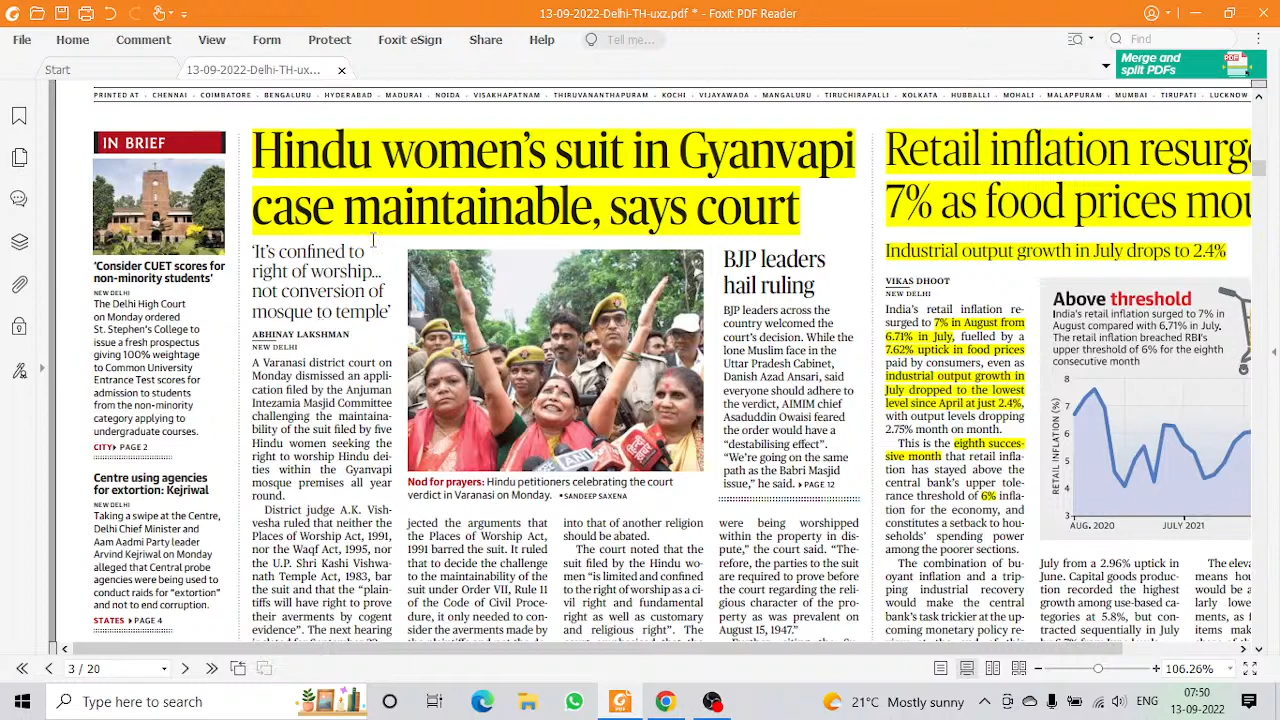 13-09-2022-Delhi-TH-uxz.pdf * - Foxit PDF Reader
File Home Comment View Form Protect Foxit eSign Share Help Tell me... Find
Start 13-09-2022-Delhi-TH-ux... Merge and
split PDFs
PRINTED AT CHENNAI COIMBATORE BENGALURU HYDERABAD MADURAI NOIDA VISAKHAPATNAM THIRUVANANTHAPURAM KOCHI VIJAYAWADA MANGALURU TIRUCHIRAPALLI KOLKATA HUBBALLI MOHALI MALAPPURAM MUMBAI TIRUPATI LUCKNOW
IN BRIEF
'Consider CUET scores for
non-minority students'
NEW DELHI
The Delhi High Court
on Monday ordered
St. Stephen's College to
issue a fresh prospectus
giving 100% weightage
to Common University
Entrance Test scores for
admission to students
from the non-minority
category applying to
undergraduate courses.
CITY▸ PAGE 2
Centre using agencies
for extortion: Kejriwal
NEW DELHI
Taking a swipe at the Centre,
Delhi Chief Minister and
Aam Aadmi Party leader
Arvind Kejriwal on Monday
alleged that Central probe
agencies were being used to
conduct raids for "extortion"
and not to end corruption.
STATES ▸ PAGE 4
Hindu women's suit in Gyanvapi
case maintainable, says court
'It's confined to
right of worship...
not conversion of
mosque to temple'
ABHINAY LAKSHMAN
NEW DELHI
A Varanasi district court on
Monday dismissed an appli-
cation filed by the Anjuman
Intezamia Masjid Committee
challenging the maintaina-
bility of the suit filed by five
Hindu women seeking the
right to worship Hindu dei-
ties within the Gyanvapi
mosque premises all year
round.
District judge A.K. Vish-
vesha ruled that neither the
Places of Worship Act, 1991,
nor the Waqf Act, 1995, nor
the U.P. Shri Kashi Vishwa-
nath Temple Act, 1983, bar
the suit and that the "plain-
tiffs will have right to prove
their averments by cogent
evidence". The next hearing
ANI
Nod for prayers: Hindu petitioners celebrating the court
verdict in Varanasi on Monday. ▪SANDEEP SAXENA
jected the arguments that
the Places of Worship Act,
1991 barred the suit. It ruled
that to decide the challenge
to the maintainability of the
suit under Order VII, Rule 11
of the Code of Civil Proce-
dure, it only needed to con-
sider the averments made by
into that of another religion
should be abated.
The court noted that the
suit filed by the Hindu wo-
men "is limited and confined
to the right of worship as a ci-
vil right and fundamental
right as well as customary
and religious right". The
BJP leaders
hail ruling
BJP leaders across the
country welcomed the
court's decision. While the
lone Muslim face in the
Uttar Pradesh Cabinet,
Danish Azad Ansari, said
everyone should adhere to
the verdict, AIMIM chief
Asaduddin Owaisi feared
the order would have a
"destabilising effect".
"We're going on the same
path as the Babri Masjid
issue," he said. ▸ PAGE 12
were being worshipped
within the property in dis-
pute," the court said. "The-
refore, the parties to the suit
are required to prove before
the court regarding the reli-
gious character of the pro-
perty as was prevalent on
August 15, 1947."
Retail inflation resurg
7% as food prices mou
Industrial output growth in July drops to 2.4%
VIKAS DHOOT
NEW DELHI
India's retail inflation re-
surged to 7% in August from
6.71% in July, fuelled by a
7.62% uptick in food prices
paid by consumers, even as
industrial output growth in
July dropped to the lowest
level since April at just 2.4%,
with output levels dropping
2.75% month on month.
This is the eighth succes-
sive month that retail infla-
tion has stayed above the
central bank's upper tole-
rance threshold of 6% infla-
tion for the economy, and
constitutes a setback to hou-
seholds' spending power
among the poorer sections.
The combination of bu-
oyant inflation and a trip-
ping industrial recovery
would make the central
bank's task trickier at the up-
coming monetary policy re-
Above threshold
India's retail inflation surged to 7% in
August compared with 6.71% in July.
The retail inflation breached RBI's
upper threshold of 6% for the eighth
consecutive month
RETAIL INFLATION (%)
8
7
6
5
4
3
AUG. 2020 JULY 2021
July from a 2.96% uptick in
June. Capital goods produc-
tion recorded the highest
growth among use-based ca-
tegories at 5.8%, but con-
tracted sequentially in July
The eleva
means hou
be a
larly lowe
ments, as
items mak
3 / 20 106.26%
Type here to search 21°C Mostly sunny ENG 07:50
13-09-2022